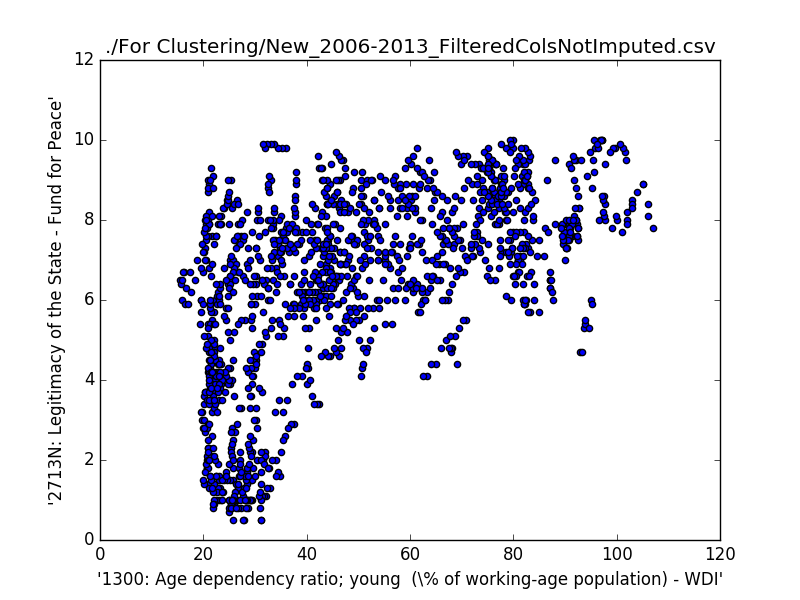 ./For Clustering/New_2006-2013_FilteredColsNotImputed.csv
'2713N: Legitimacy of the State - Fund for Peace'
12
10
8
6
4
2
0
0 20 40 60 80 100 120
'1300: Age dependency ratio; young  (\% of working-age population) - WDI'